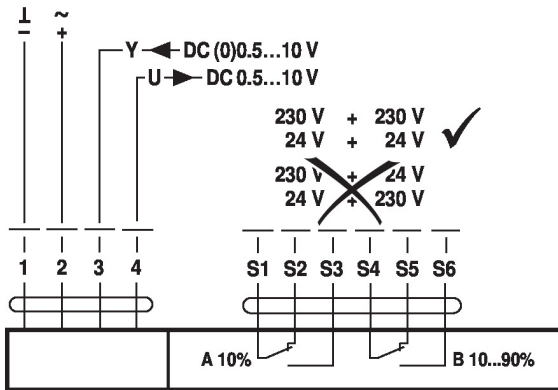 ⊥ ~
− +
Y ◄ DC (0)0.5...10 V
U ► DC 0.5...10 V
230 V + 230 V
24 V + 24 V ✓
230 V + 24 V
24 V + 230 V
1 2 3 4 S1 S2 S3 S4 S5 S6
A 10% B 10...90%